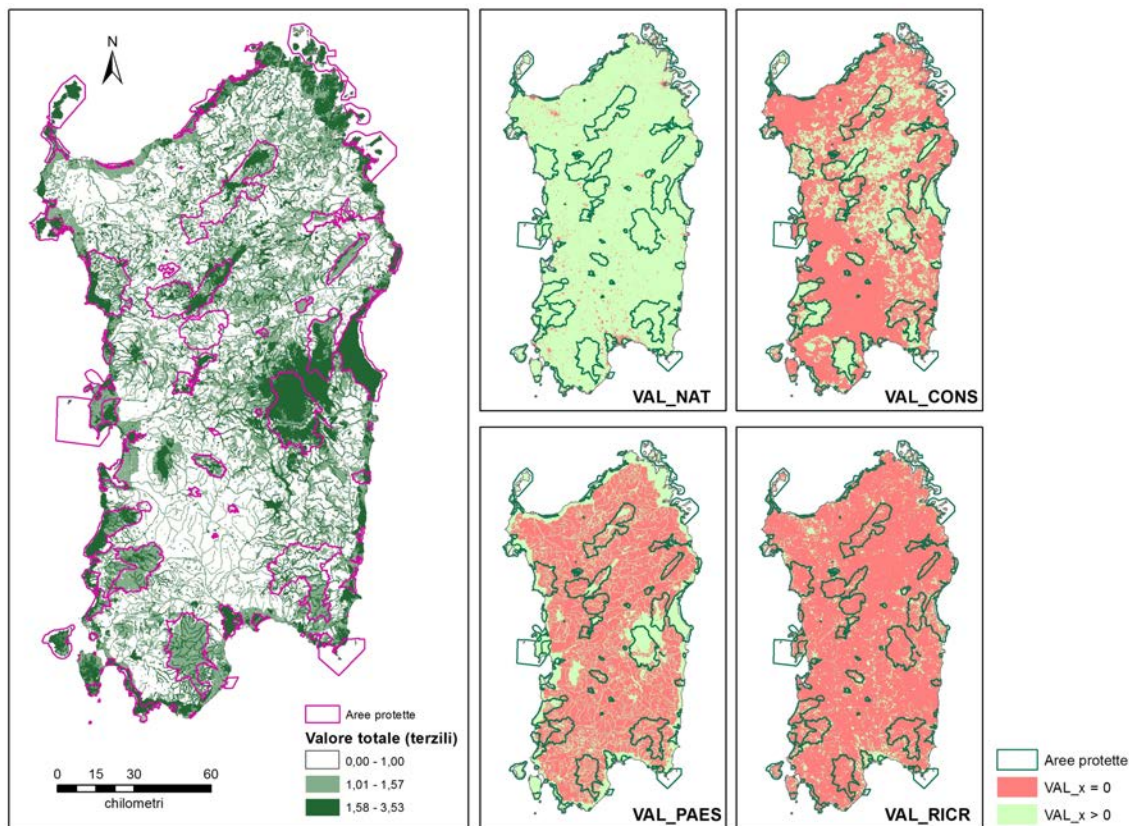 N
Aree protette
Valore totale (terzili)
0,00 - 1,00
1,01 - 1,57
1,58 - 3,53
0 15 30 60
chilometri
VAL_NAT
VAL_CONS
VAL_PAES
VAL_RICR
Aree protette
VAL_x = 0
VAL_x > 0